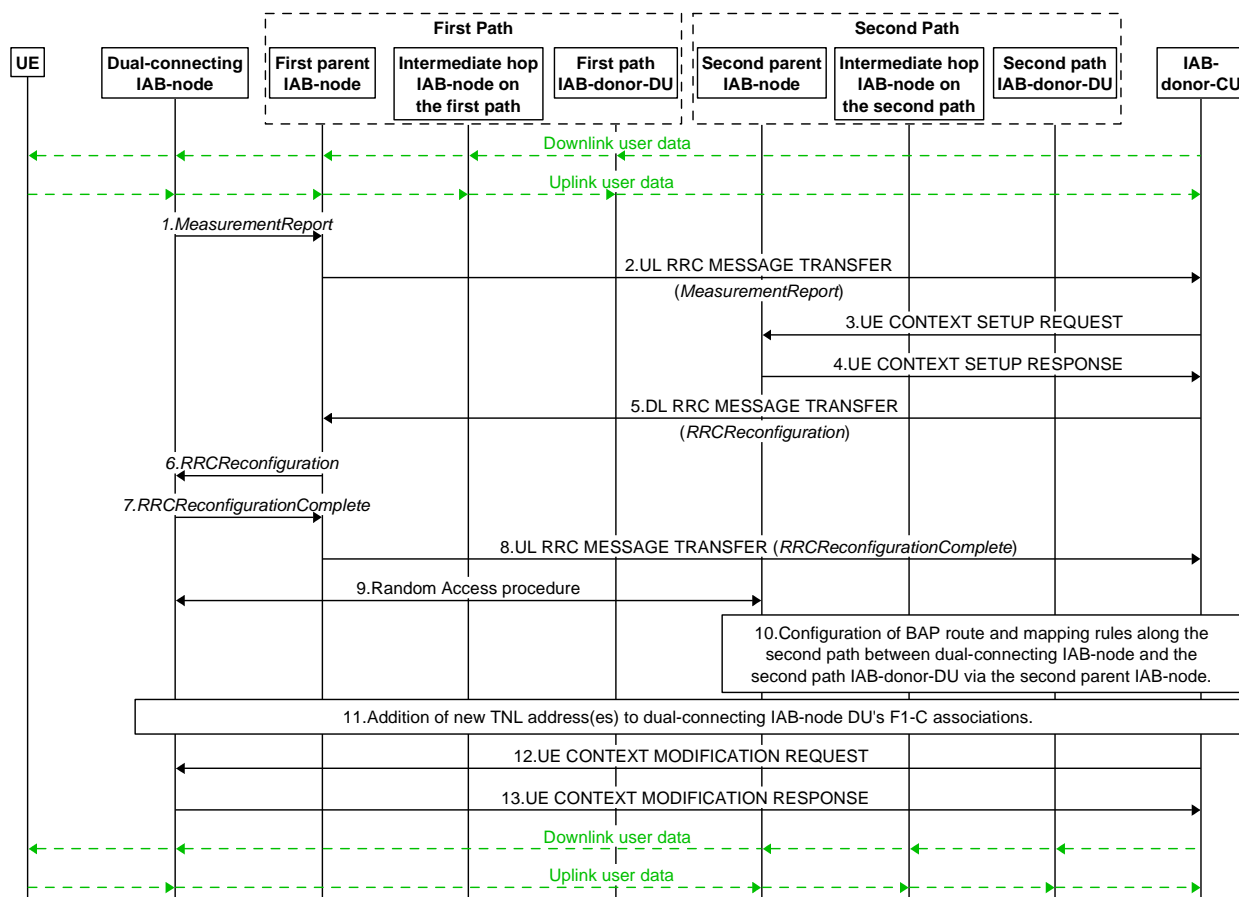 First Path
Second Path
UE
Dual-connecting
IAB-node
First parent
IAB-node
Intermediate hop
IAB-node on
the first path
First path
IAB-donor-DU
Second parent
IAB-node
Intermediate hop
IAB-node on
the second path
Second path
IAB-donor-DU
IAB-
donor-CU
Downlink user data
Uplink user data
1.MeasurementReport
2.UL RRC MESSAGE TRANSFER
(MeasurementReport)
3.UE CONTEXT SETUP REQUEST
4.UE CONTEXT SETUP RESPONSE
5.DL RRC MESSAGE TRANSFER
(RRCReconfiguration)
6.RRCReconfiguration
7.RRCReconfigurationComplete
8.UL RRC MESSAGE TRANSFER (RRCReconfigurationComplete)
9.Random Access procedure
10.Configuration of BAP route and mapping rules along the
second path between dual-connecting IAB-node and the
second path IAB-donor-DU via the second parent IAB-node.
11.Addition of new TNL address(es) to dual-connecting IAB-node DU's F1-C associations.
12.UE CONTEXT MODIFICATION REQUEST
13.UE CONTEXT MODIFICATION RESPONSE
Downlink user data
Uplink user data